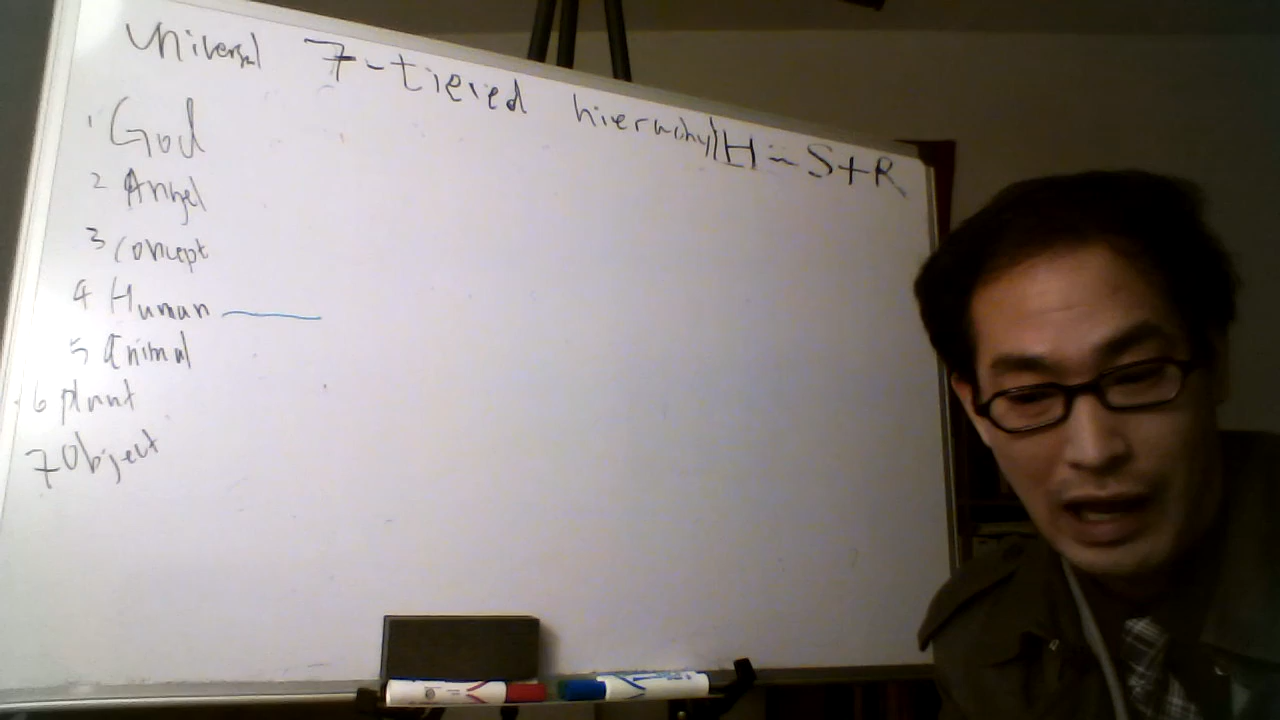 Universal 7-tiered hierarchy H = S+R
1 God
2 Angel
3 Concept
4 Human
5 Animal
6 plant
7 Object